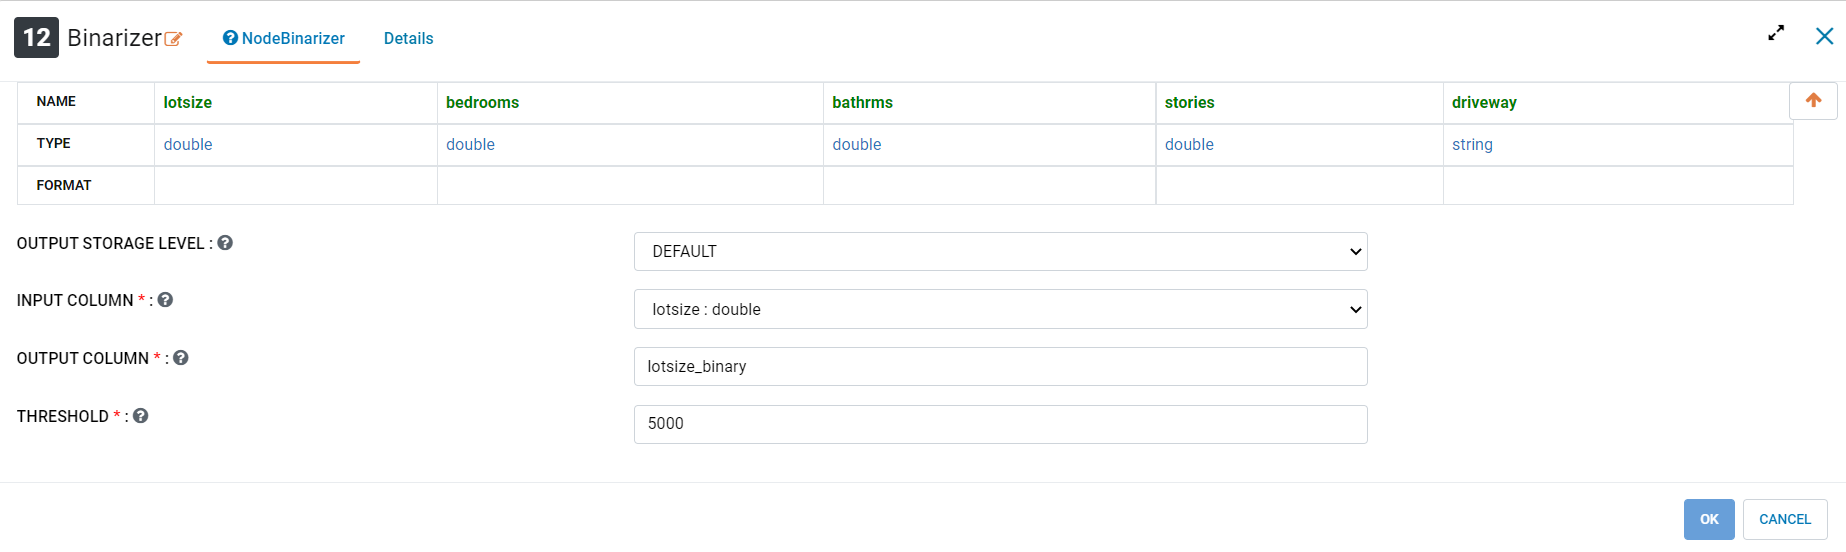 12 Binarizer NodeBinarizer Details
NAME lotsize bedrooms bathrms stories driveway
TYPE double double double double string
FORMAT
OUTPUT STORAGE LEVEL : DEFAULT
INPUT COLUMN * : lotsize : double
OUTPUT COLUMN * : lotsize_binary
THRESHOLD * : 5000
OK CANCEL